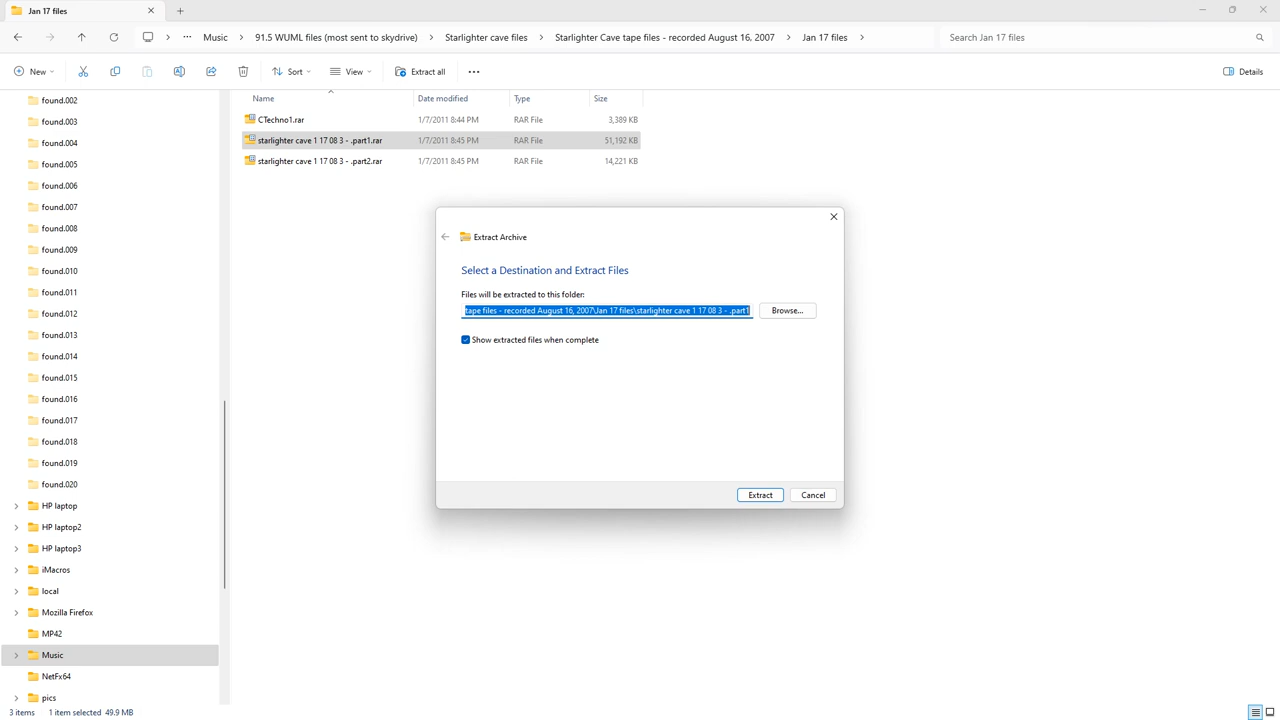 Jan 17 files
Music
91.5 WUML files (most sent to skydrive)
Starlighter cave files
Starlighter Cave tape files - recorded August 16, 2007
Jan 17 files
Search Jan 17 files
New
Sort
View
Extract all
Details
Name
Date modified
Type
Size
CTechno1.rar
1/7/2011 8:44 PM
RAR File
3,389 KB
starlighter cave 1 17 08 3 - .part1.rar
1/7/2011 8:45 PM
RAR File
51,192 KB
starlighter cave 1 17 08 3 - .part2.rar
1/7/2011 8:45 PM
RAR File
14,221 KB
found.002
found.003
found.004
found.005
found.006
found.007
found.008
found.009
found.010
found.011
found.012
found.013
found.014
found.015
found.016
found.017
found.018
found.019
found.020
HP laptop
HP laptop2
HP laptop3
iMacros
local
Mozilla Firefox
MP42
Music
NetFx64
pics
Extract Archive
Select a Destination and Extract Files
Files will be extracted to this folder:
tape files - recorded August 16, 2007\Jan 17 files\starlighter cave 1 17 08 3 - .part1
Browse...
Show extracted files when complete
Extract
Cancel
3 items
1 item selected 49.9 MB